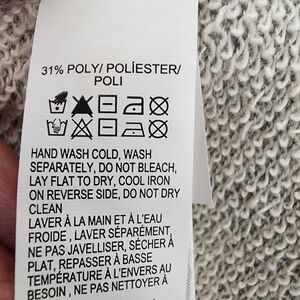 31% POLY/ POLÍESTER/
POLI
HAND WASH COLD, WASH
SEPARATELY, DO NOT BLEACH,
LAY FLAT TO DRY, COOL IRON
ON REVERSE SIDE, DO NOT DRY
CLEAN
LAVER À LA MAIN ET À L'EAU
FROIDE , LAVER SÉPARÉMENT,
NE PAS JAVELLISER, SÉCHER À
PLAT, REPASSER À BASSE
TEMPÉRATURE À L'ENVERS AU
BESOIN , NE PAS NETTOYER À